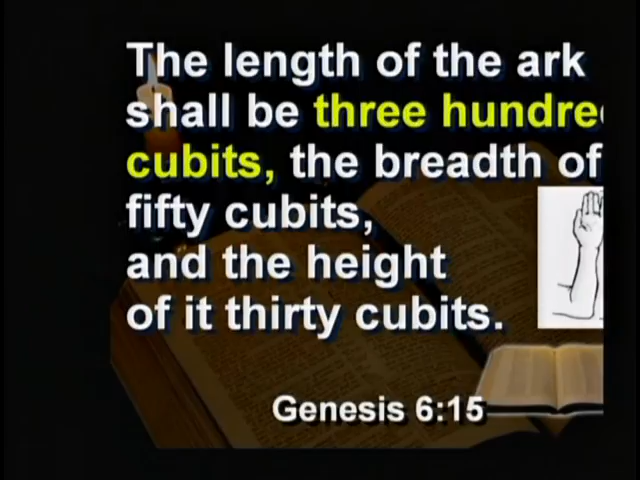 The length of the ark
shall be three hundre
cubits, the breadth of
fifty cubits,
and the height
of it thirty cubits.
Genesis 6:15